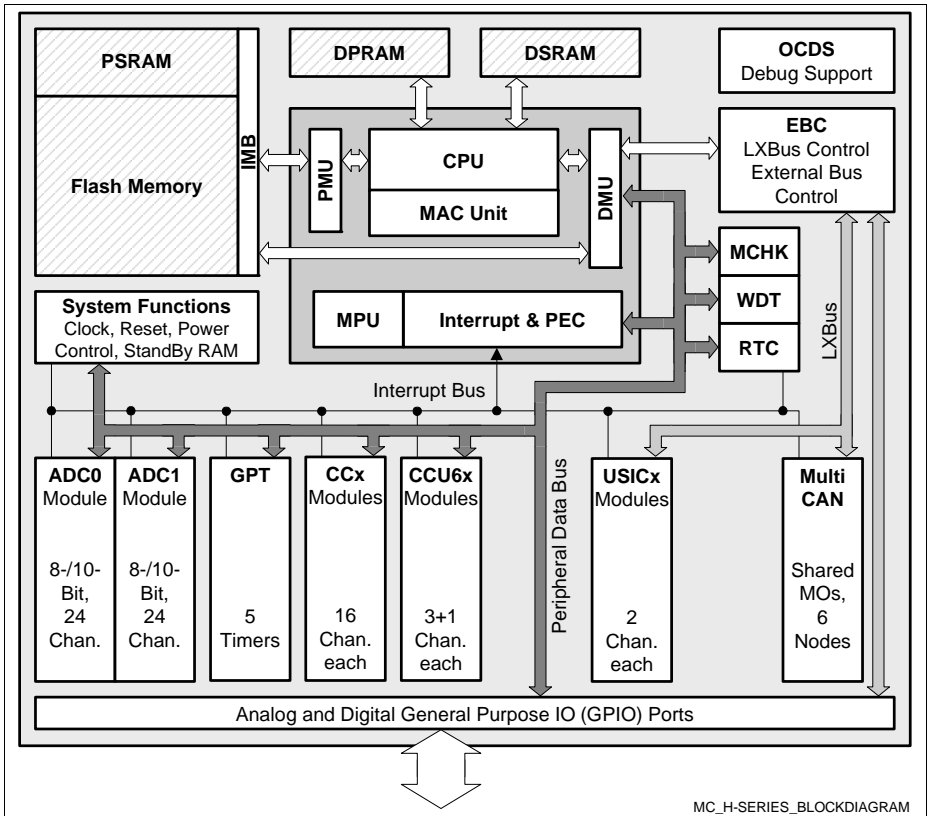 PSRAM
Flash Memory
IMB
DPRAM
DSRAM
OCDS
Debug Support
EBC
LXBus Control
External Bus
Control
PMU
CPU
MAC Unit
DMU
MCHK
WDT
RTC
System Functions
Clock, Reset, Power
Control, StandBy RAM
MPU
Interrupt & PEC
Interrupt Bus
LXBus
Peripheral Data Bus
ADC0
Module
8-/10-
Bit,
24
Chan.
ADC1
Module
8-/10-
Bit,
24
Chan.
GPT
5
Timers
CCx
Modules
16
Chan.
each
CCU6x
Modules
3+1
Chan.
each
USICx
Modules
2
Chan.
each
Multi
CAN
Shared
MOs,
6
Nodes
Analog and Digital General Purpose IO (GPIO) Ports
MC_H-SERIES_BLOCKDIAGRAM